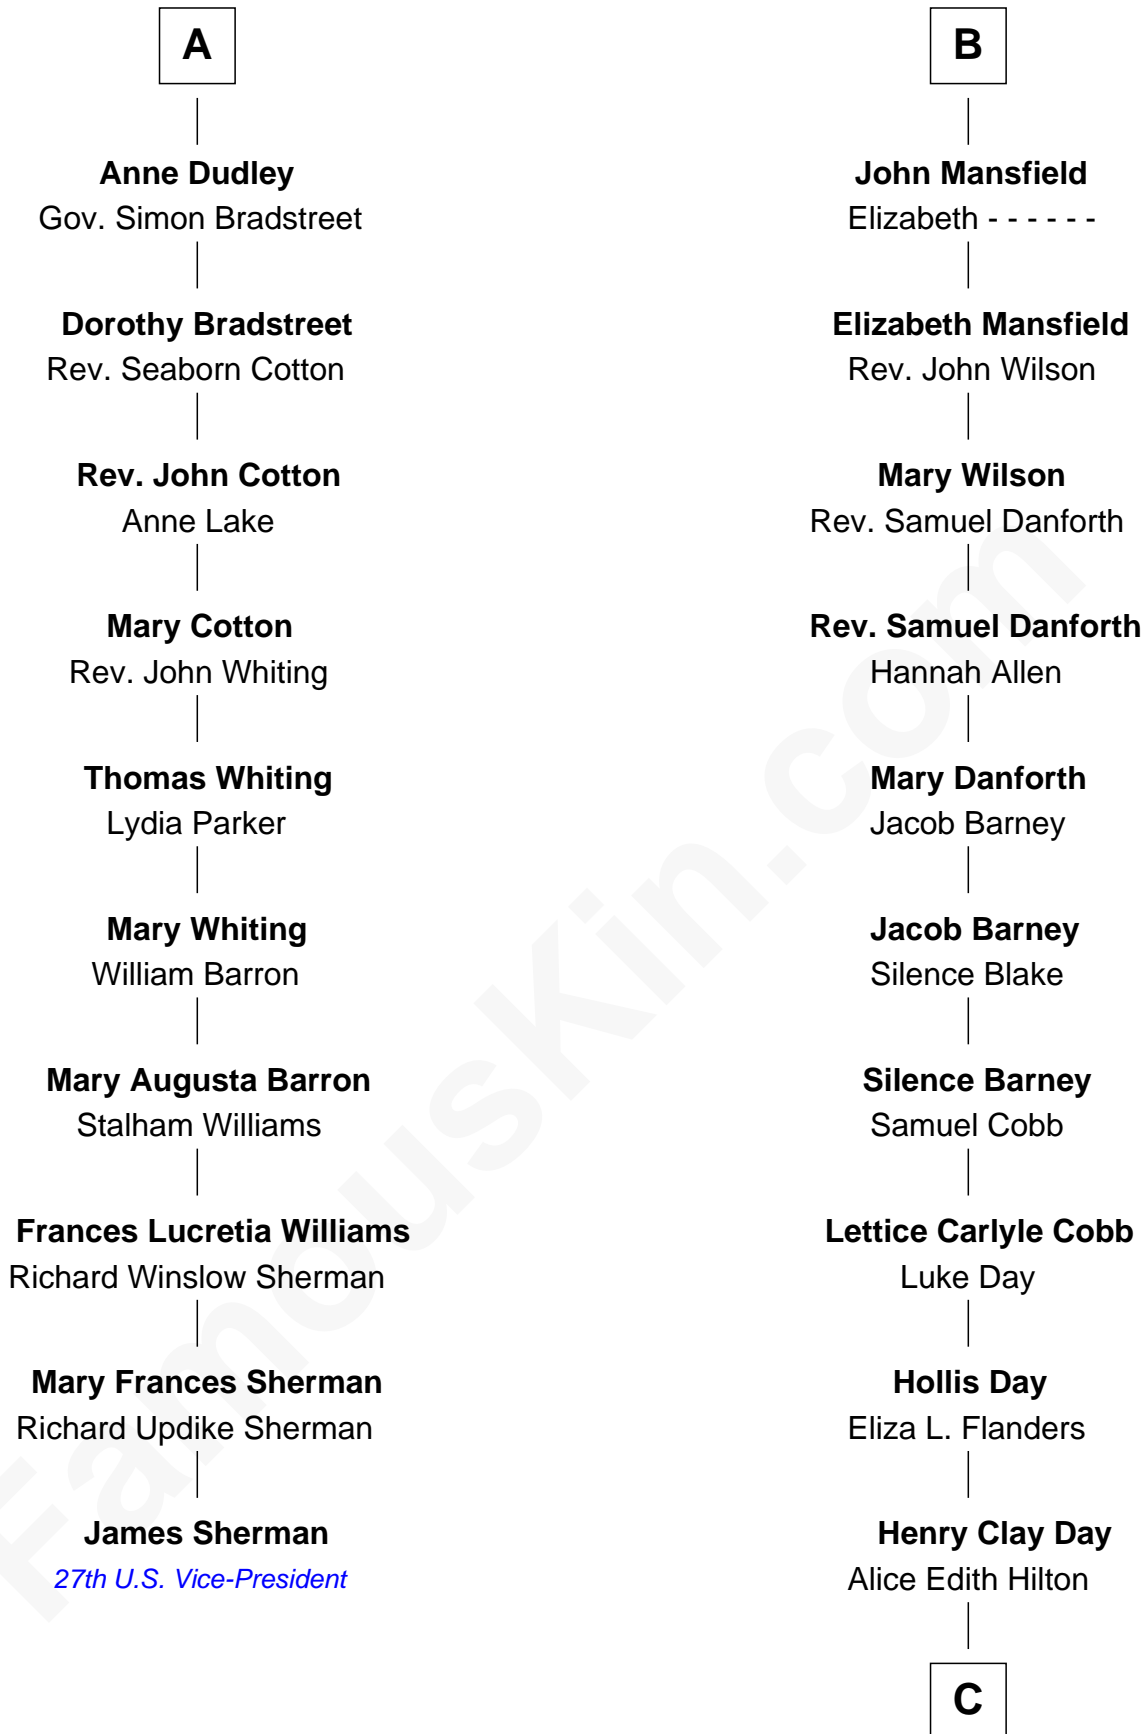 A
Anne Dudley
Gov. Simon Bradstreet
Dorothy Bradstreet
Rev. Seaborn Cotton
Rev. John Cotton
Anne Lake
Mary Cotton
Rev. John Whiting
Thomas Whiting
Lydia Parker
Mary Whiting
William Barron
Mary Augusta Barron
Stalham Williams
Frances Lucretia Williams
Richard Winslow Sherman
Mary Frances Sherman
Richard Updike Sherman
James Sherman
27th U.S. Vice-President
B
John Mansfield
Elizabeth - - - - - -
Elizabeth Mansfield
Rev. John Wilson
Mary Wilson
Rev. Samuel Danforth
Rev. Samuel Danforth
Hannah Allen
Mary Danforth
Jacob Barney
Jacob Barney
Silence Blake
Silence Barney
Samuel Cobb
Lettice Carlyle Cobb
Luke Day
Hollis Day
Eliza L. Flanders
Henry Clay Day
Alice Edith Hilton
C
FamousKin.com